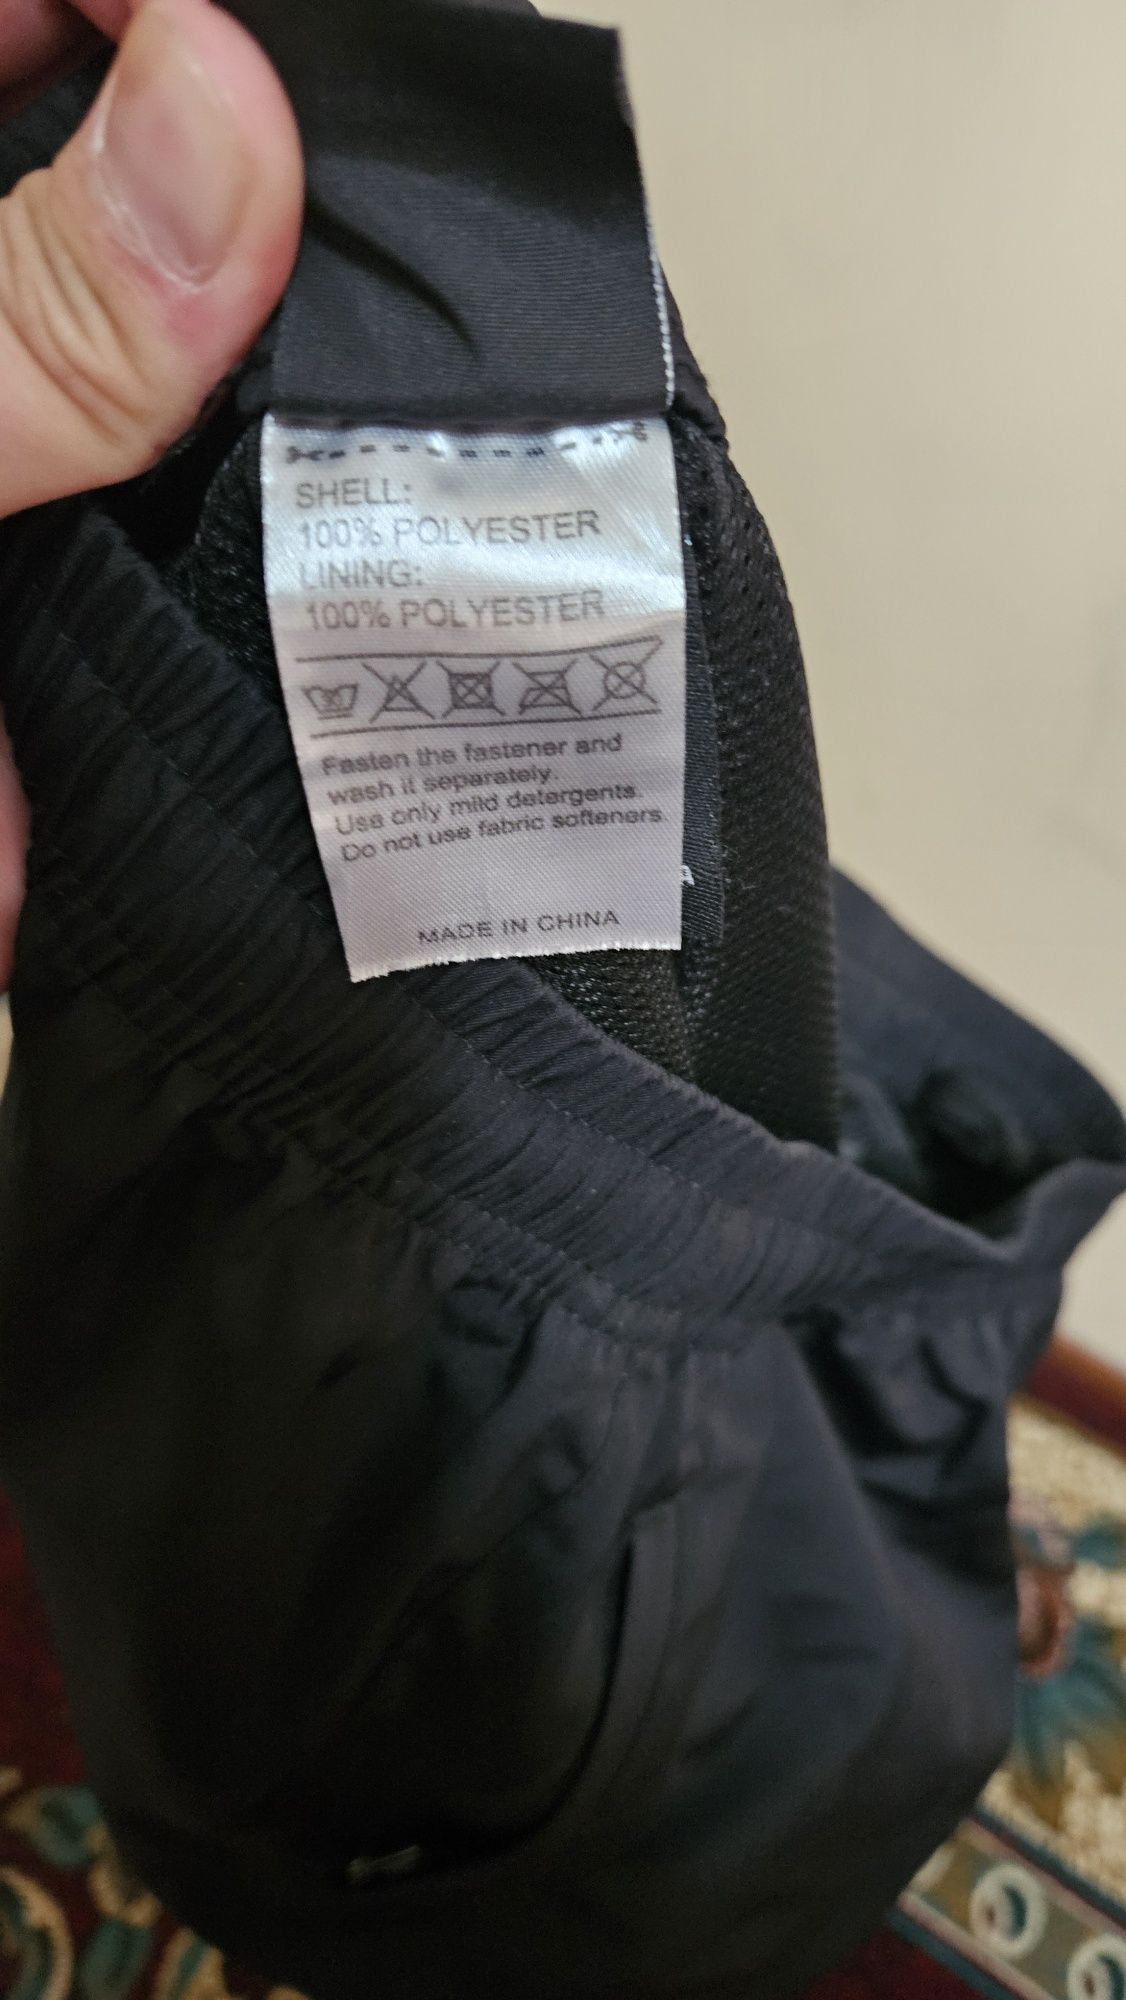 SHELL:
100% POLYESTER
LINING:
100% POLYESTER
Fasten the fastener and
wash it separately.
Use only mild detergents.
Do not use fabric softeners.
MADE IN CHINA